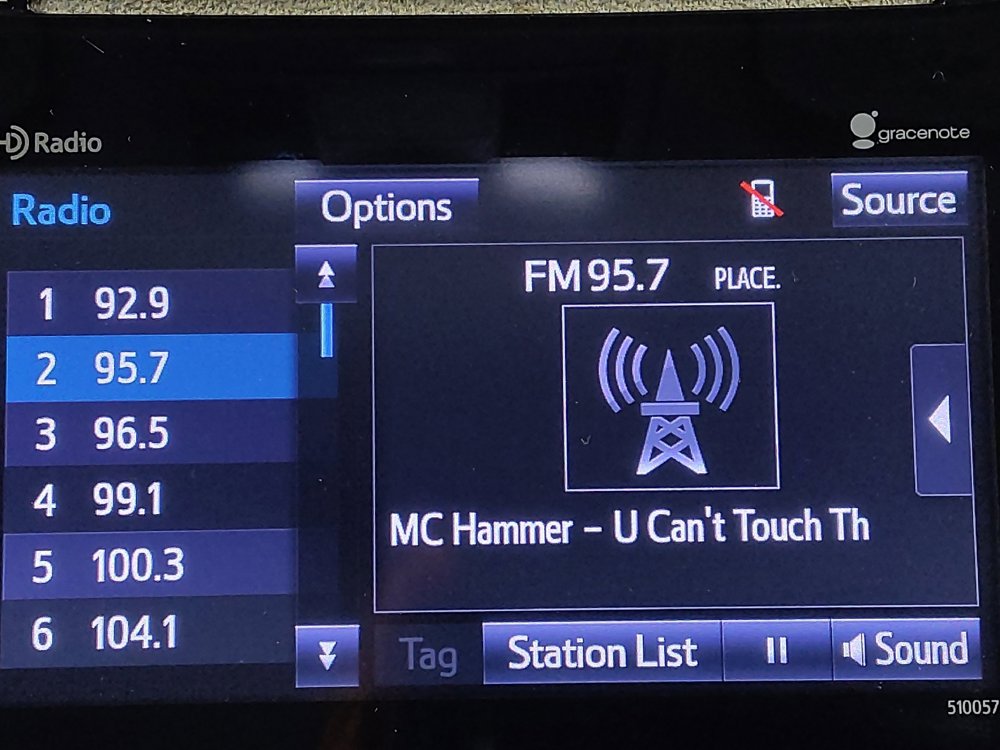 HD Radio
gracenote
Radio
Options
Source
1 92.9
2 95.7
3 96.5
4 99.1
5 100.3
6 104.1
FM 95.7 PLACE.
MC Hammer – U Can't Touch Th
Tag
Station List
Sound
510057